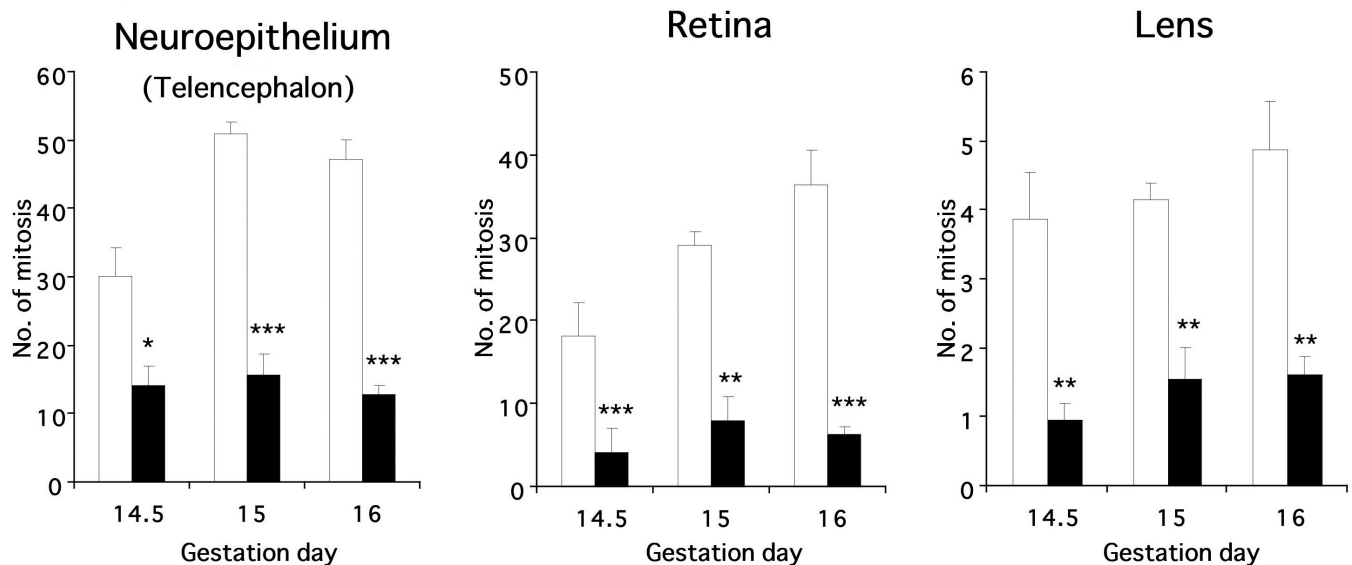 Neuroepithelium
(Telencephalon)
No. of mitosis
60
50
40
30
20
10
0
*
***
***
14.5 15 16
Gestation day
Retina
No. of mitosis
50
40
30
20
10
0
***
**
***
14.5 15 16
Gestation day
Lens
No. of mitosis
6
5
4
3
2
1
0
**
**
**
14.5 15 16
Gestation day